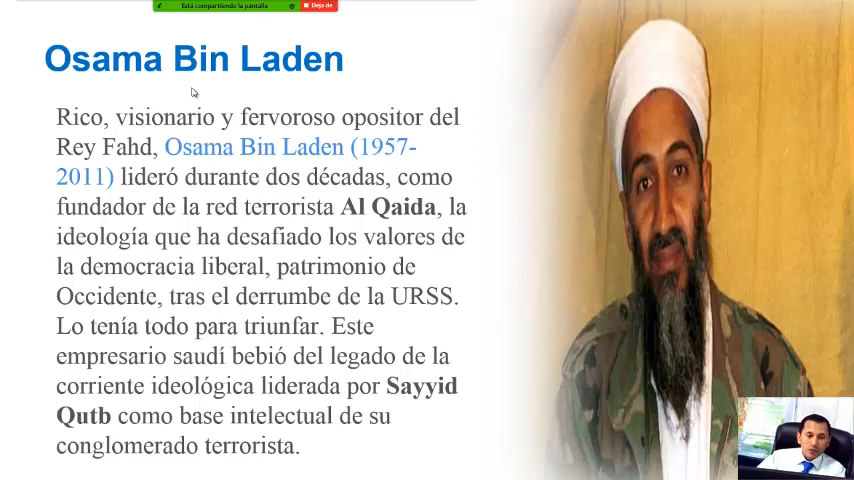 Está compartiendo la pantalla
Deja de
Osama Bin Laden
Rico, visionario y fervoroso opositor del
Rey Fahd, Osama Bin Laden (1957-
2011) lideró durante dos décadas, como
fundador de la red terrorista Al Qaida, la
ideología que ha desafiado los valores de
la democracia liberal, patrimonio de
Occidente, tras el derrumbe de la URSS.
Lo tenía todo para triunfar. Este
empresario saudí bebió del legado de la
corriente ideológica liderada por Sayyid
Qutb como base intelectual de su
conglomerado terrorista.